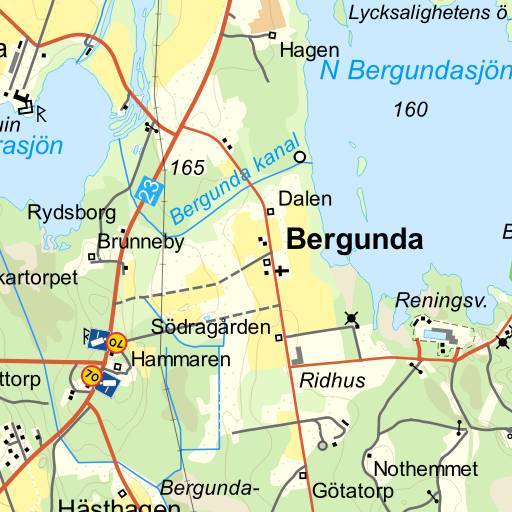 Lycksalighetens ö
Hagen
N Bergundasjön
160
uin
rasjön
165
Bergunda kanal
23
Dalen
Rydsborg
Brunneby
Bergunda
B
kartorpet
Reningsv.
Södragården
70
Hammaren
ttorp
70
Ridhus
Nothemmet
Bergunda-
Götatorp
Hästhagen